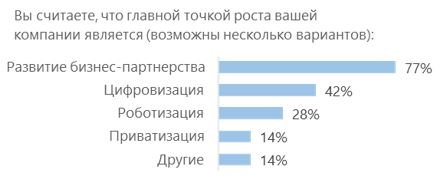 Вы считаете, что главной точкой роста вашей
компании является (возможны несколько вариантов):
Развитие бизнес-партнерства 77%
Цифровизация 42%
Роботизация 28%
Приватизация 14%
Другие 14%